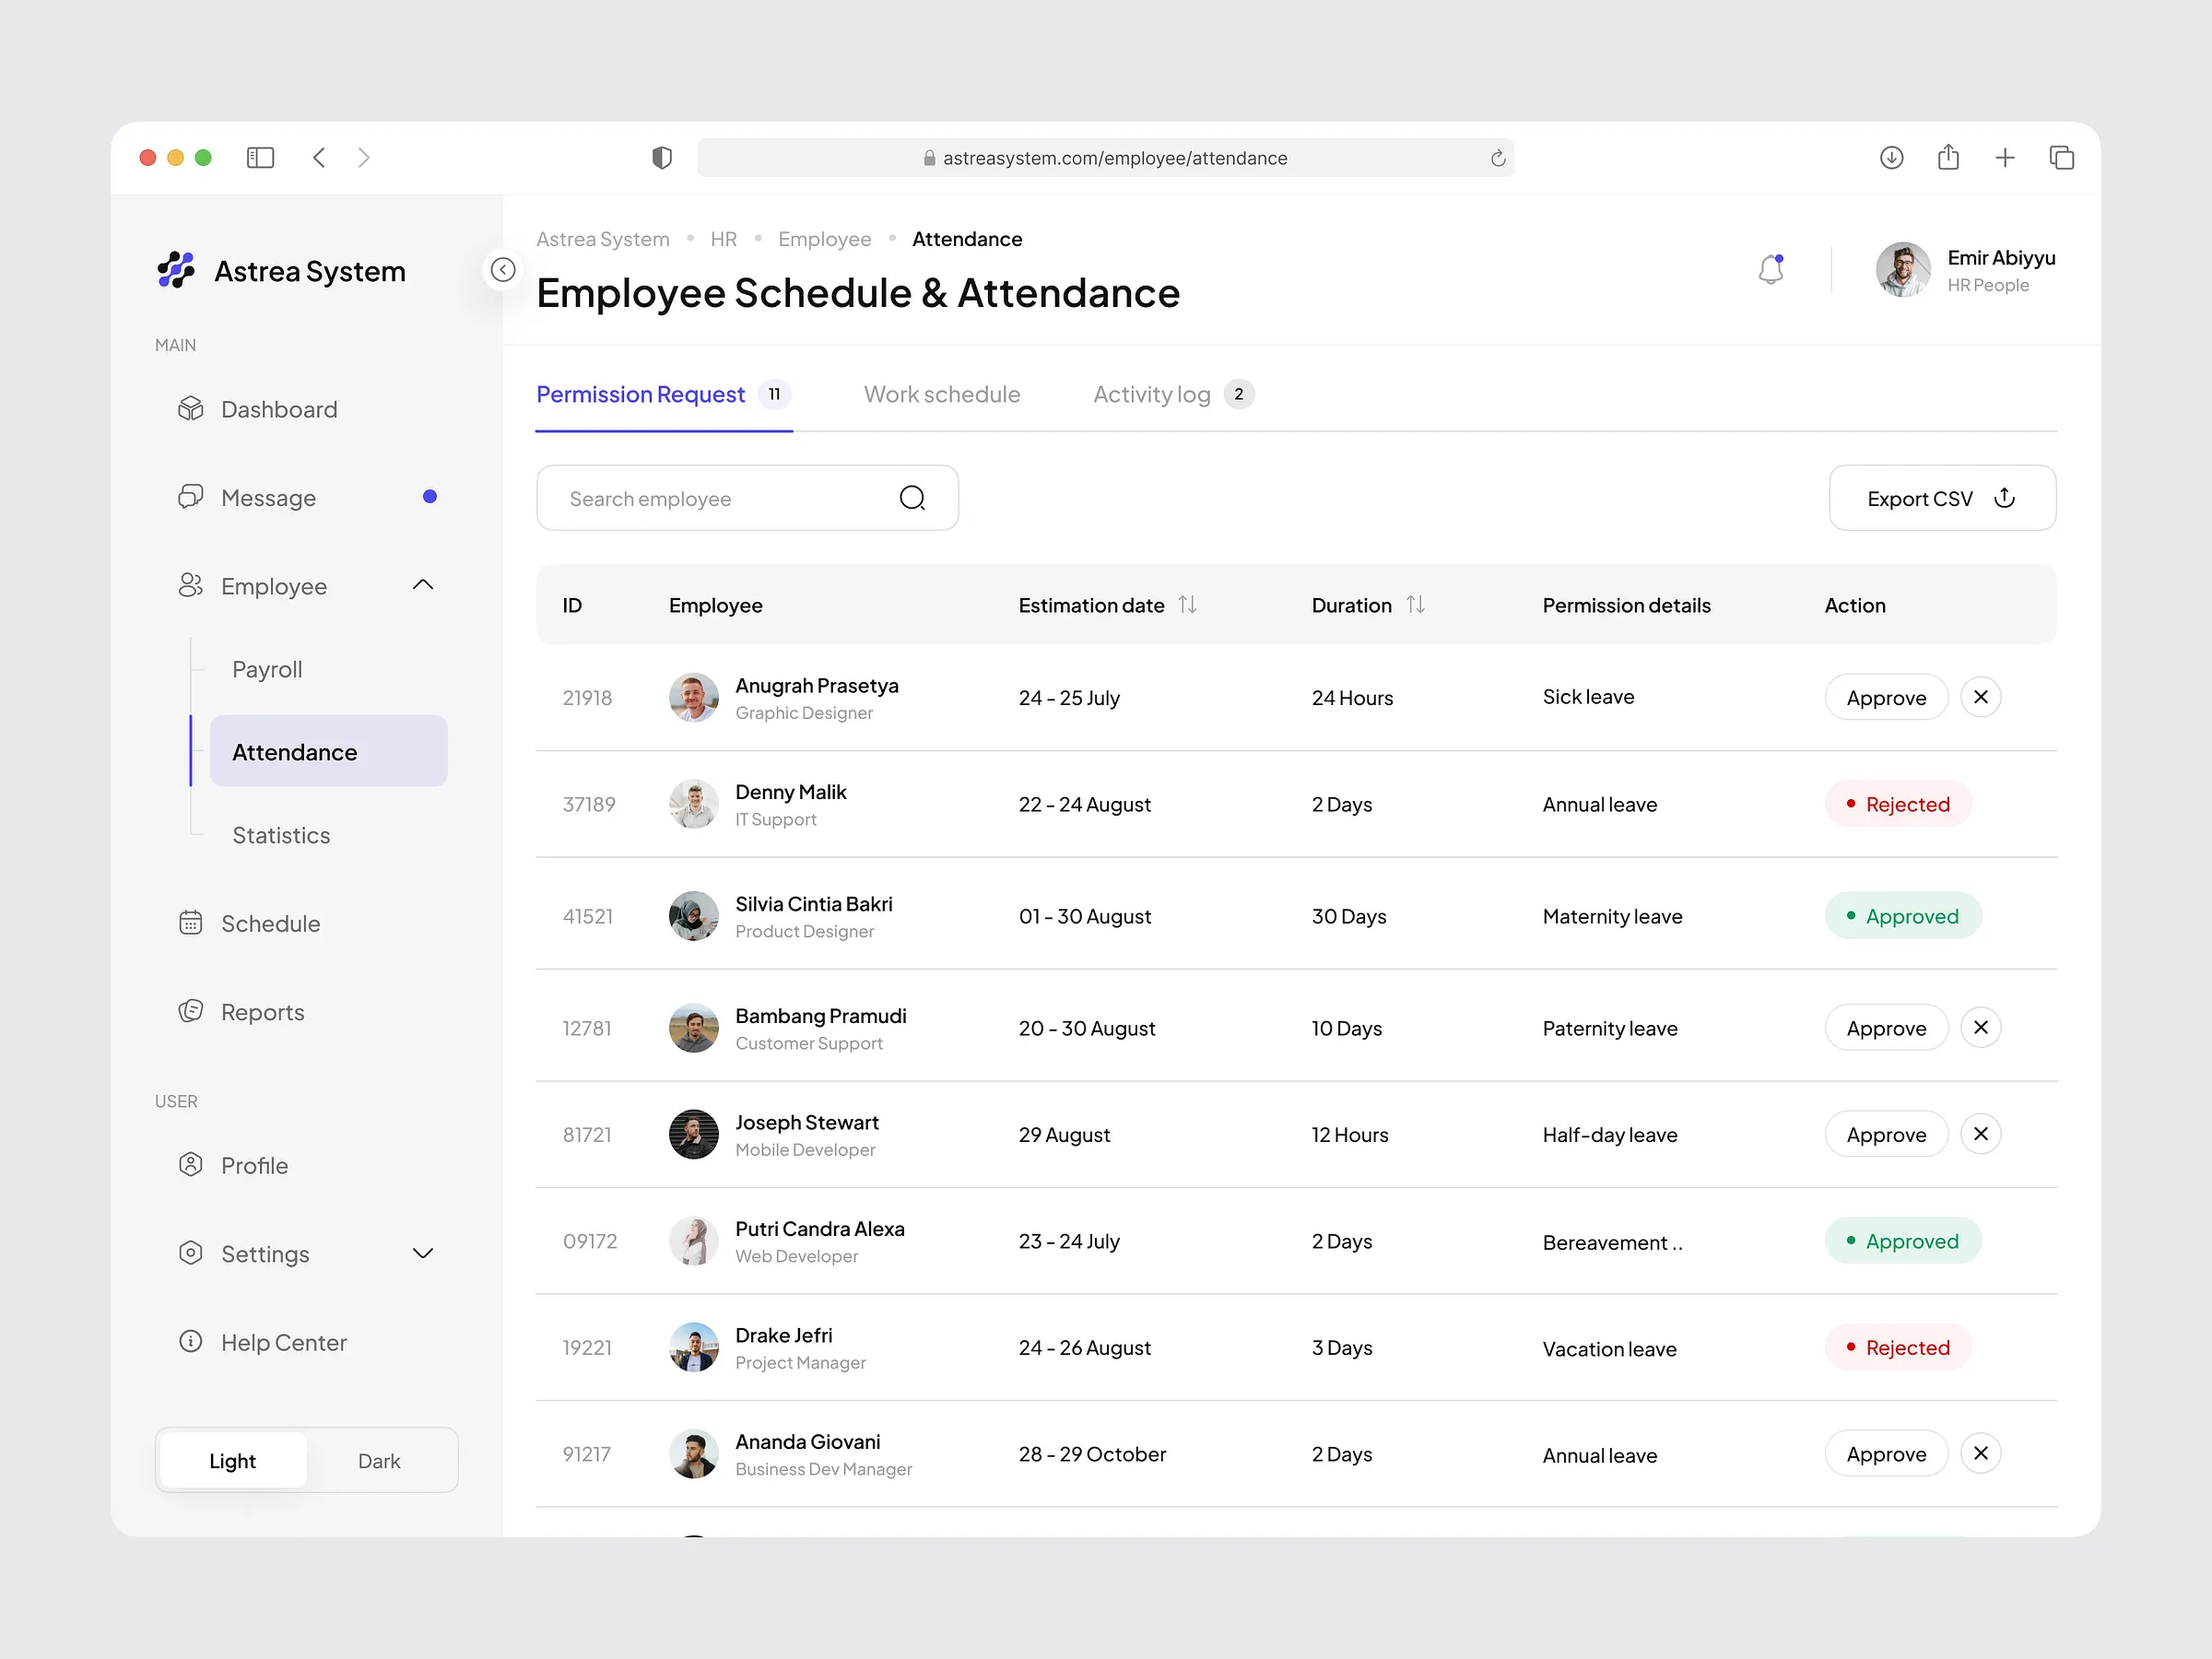 astreasystem.com/employee/attendance
Astrea System
MAIN
Dashboard
Message
Employee
Payroll
Attendance
Statistics
Schedule
Reports
USER
Profile
Settings
Help Center
Light Dark
Astrea System • HR • Employee • Attendance
Employee Schedule & Attendance
Emir Abiyyu
HR People
Permission Request 11 Work schedule Activity log 2
Search employee
Export CSV
ID Employee Estimation date Duration Permission details Action
21918 Anugrah Prasetya 24 - 25 July 24 Hours Sick leave Approve
Graphic Designer
37189 Denny Malik 22 - 24 August 2 Days Annual leave Rejected
IT Support
41521 Silvia Cintia Bakri 01 - 30 August 30 Days Maternity leave Approved
Product Designer
12781 Bambang Pramudi 20 - 30 August 10 Days Paternity leave Approve
Customer Support
81721 Joseph Stewart 29 August 12 Hours Half-day leave Approve
Mobile Developer
09172 Putri Candra Alexa 23 - 24 July 2 Days Bereavement .. Approved
Web Developer
19221 Drake Jefri 24 - 26 August 3 Days Vacation leave Rejected
Project Manager
91217 Ananda Giovani 28 - 29 October 2 Days Annual leave Approve
Business Dev Manager